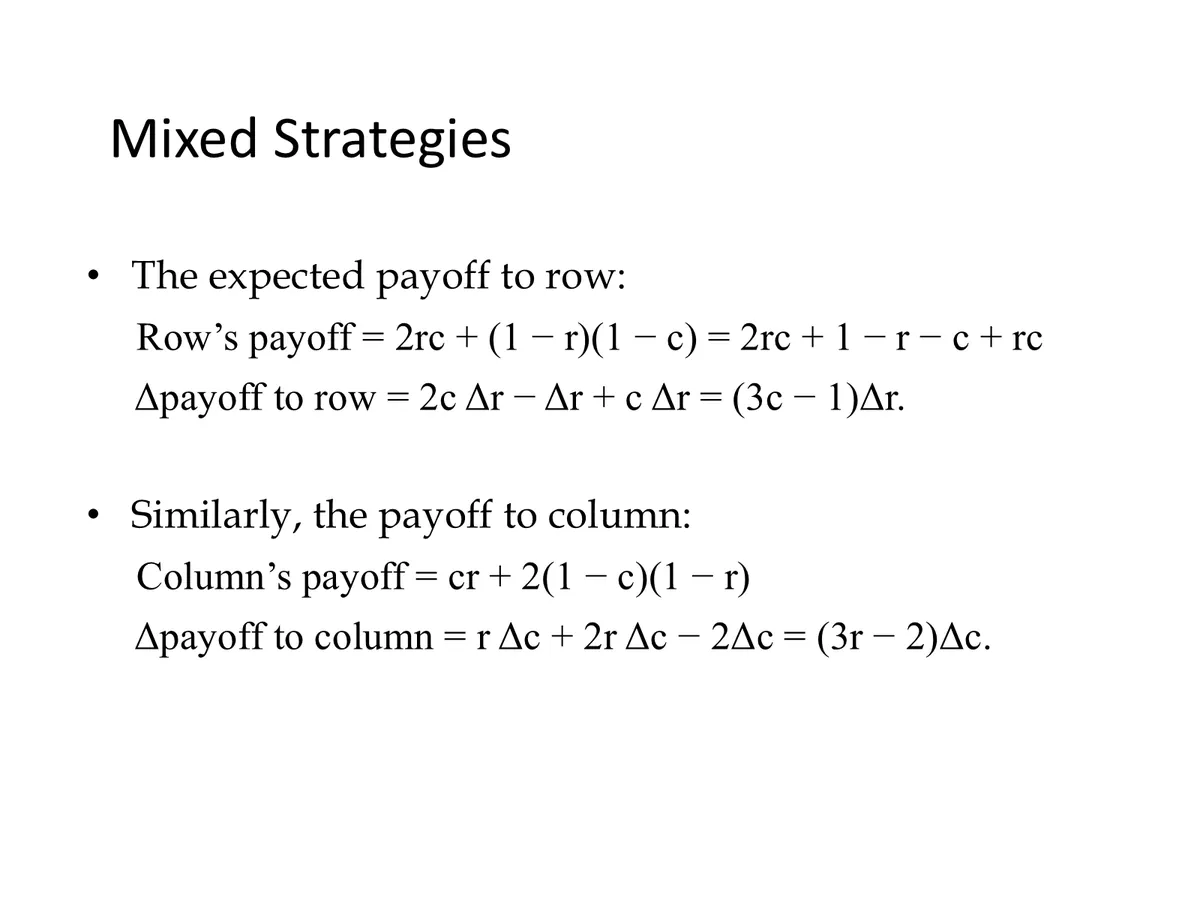 Mixed Strategies
• The expected payoff to row:
Row’s payoff = 2rc + (1 − r)(1 − c) = 2rc + 1 − r − c + rc
Δpayoff to row = 2c Δr − Δr + c Δr = (3c − 1)Δr.
• Similarly, the payoff to column:
Column’s payoff = cr + 2(1 − c)(1 − r)
Δpayoff to column = r Δc + 2r Δc − 2Δc = (3r − 2)Δc.